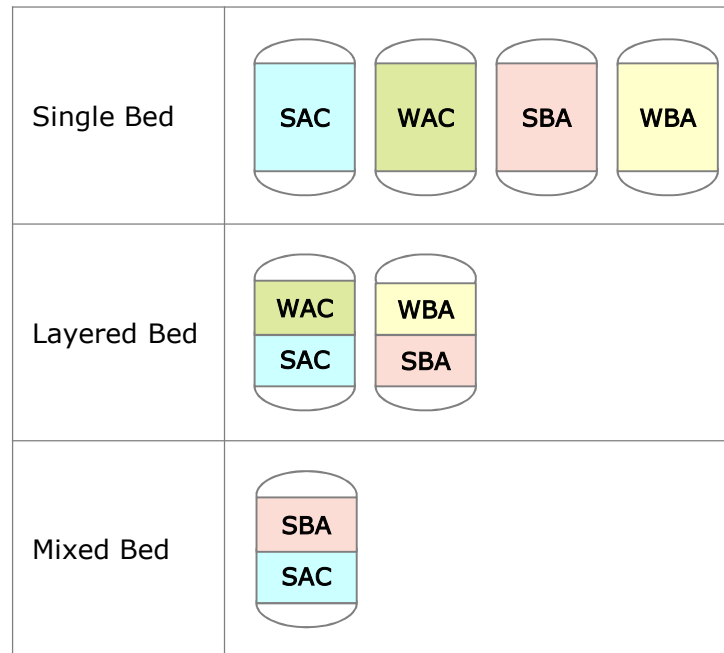 Single Bed
SAC
WAC
SBA
WBA
Layered Bed
WAC
SAC
WBA
SBA
Mixed Bed
SBA
SAC